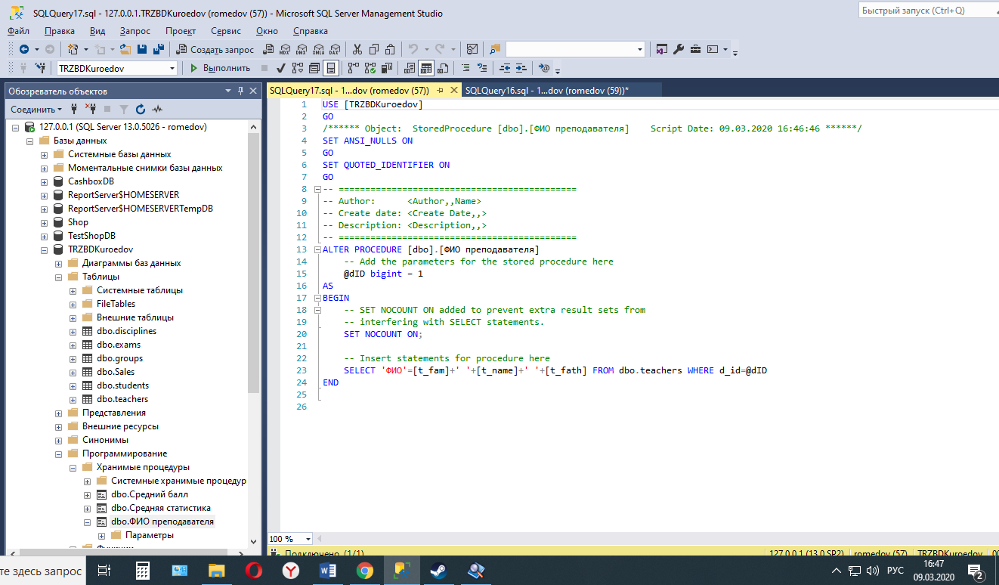 SQLQuery17.sql - 127.0.0.1.TRZBDKuroedov (romedov (57)) - Microsoft SQL Server Management Studio
Быстрый запуск (Ctrl+Q)
Файл Правка Вид Запрос Проект Сервис Окно Справка
Создать запрос
MDX DMX XMLA DAX
TRZBDKuroedov
Выполнить
Обозреватель объектов
Соединить
127.0.0.1 (SQL Server 13.0.5026 - romedov)
Базы данных
Системные базы данных
Моментальные снимки базы данных
CashboxDB
ReportServer$HOMESERVER
ReportServer$HOMESERVERTempDB
Shop
TestShopDB
TRZBDKuroedov
Диаграммы баз данных
Таблицы
Системные таблицы
FileTables
Внешние таблицы
dbo.disciplines
dbo.exams
dbo.groups
dbo.Sales
dbo.students
dbo.teachers
Представления
Внешние ресурсы
Синонимы
Программирование
Хранимые процедуры
Системные хранимые процедур
dbo.Средний балл
dbo.Средняя статистика
dbo.ФИО преподавателя
Параметры
SQLQuery17.sql - 1...dov (romedov (57)) SQLQuery16.sql - 1...dov (romedov (59))*
1 USE [TRZBDKuroedov]
2 GO
3 /****** Object:  StoredProcedure [dbo].[ФИО преподавателя]    Script Date: 09.03.2020 16:46:46 ******/
4 SET ANSI_NULLS ON
5 GO
6 SET QUOTED_IDENTIFIER ON
7 GO
8 -- =============================================
9 -- Author:      <Author,,Name>
10 -- Create date: <Create Date,,>
11 -- Description: <Description,,>
12 -- =============================================
13 ALTER PROCEDURE [dbo].[ФИО преподавателя]
14 -- Add the parameters for the stored procedure here
15 @dID bigint = 1
16 AS
17 BEGIN
18 -- SET NOCOUNT ON added to prevent extra result sets from
19 -- interfering with SELECT statements.
20 SET NOCOUNT ON;
21
22 -- Insert statements for procedure here
23 SELECT 'ФИО'=[t_fam]+' '+[t_name]+' '+[t_fath] FROM dbo.teachers WHERE d_id=@dID
24 END
25
26
100 %
Подключено. (1/1)
127.0.0.1 (13.0 SP2) romedov (57) TRZBDKuroedov
те здесь запрос
РУС
16:47
09.03.2020
2